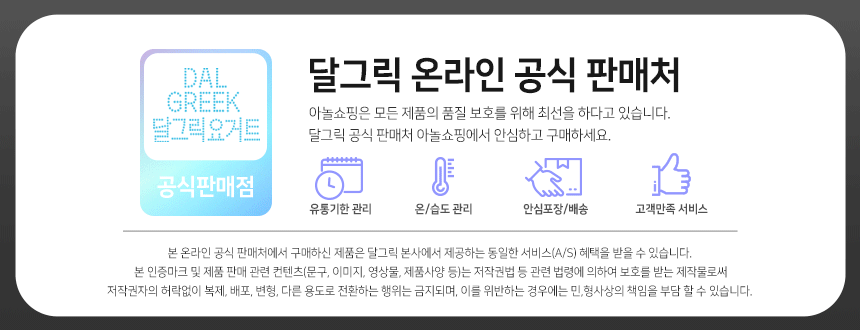 DAL
GREEK
달그릭요거트
공식판매점
달그릭 온라인 공식 판매처
아놀쇼핑은 모든 제품의 품질 보호를 위해 최선을 다하고 있습니다.
달그릭 공식 판매처 아놀쇼핑에서 안심하고 구매하세요.
유통기한 관리
온/습도 관리
안심포장/배송
고객만족 서비스
본 온라인 공식 판매처에서 구매하신 제품은 달그릭 본사에서 제공하는 동일한 서비스(A/S) 혜택을 받을 수 있습니다.
본 인증마크 및 제품 판매 관련 컨텐츠(문구, 이미지, 영상물, 제품사양 등)는 저작권법 등 관련 법령에 의하여 보호를 받는 제작물로써
저작권자의 허락없이 복제, 배포, 변형, 다른 용도로 전환하는 행위는 금지되며, 이를 위반하는 경우에는 민,형사상의 책임을 부담 할 수 있습니다.